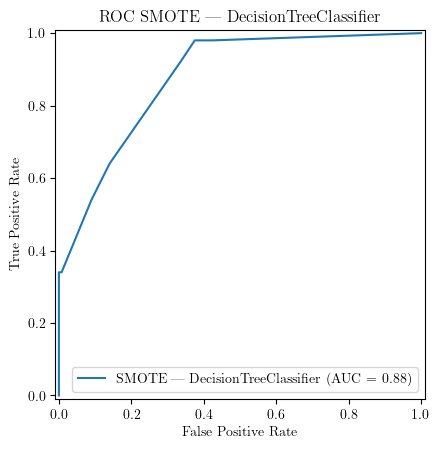 ROC SMOTE — DecisionTreeClassifier
1.0
0.8
0.6
0.4
0.2
0.0
True Positive Rate
SMOTE — DecisionTreeClassifier (AUC = 0.88)
0.0 0.2 0.4 0.6 0.8 1.0
False Positive Rate